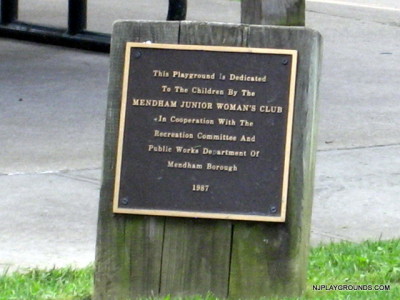 This Playground Is Dedicated
To The Children By The
MENDHAM JUNIOR WOMAN'S CLUB
In Cooperation With The
Recreation Committee And
Public Works Department Of
Mendham Borough
1987
NJPLAYGROUNDS.COM